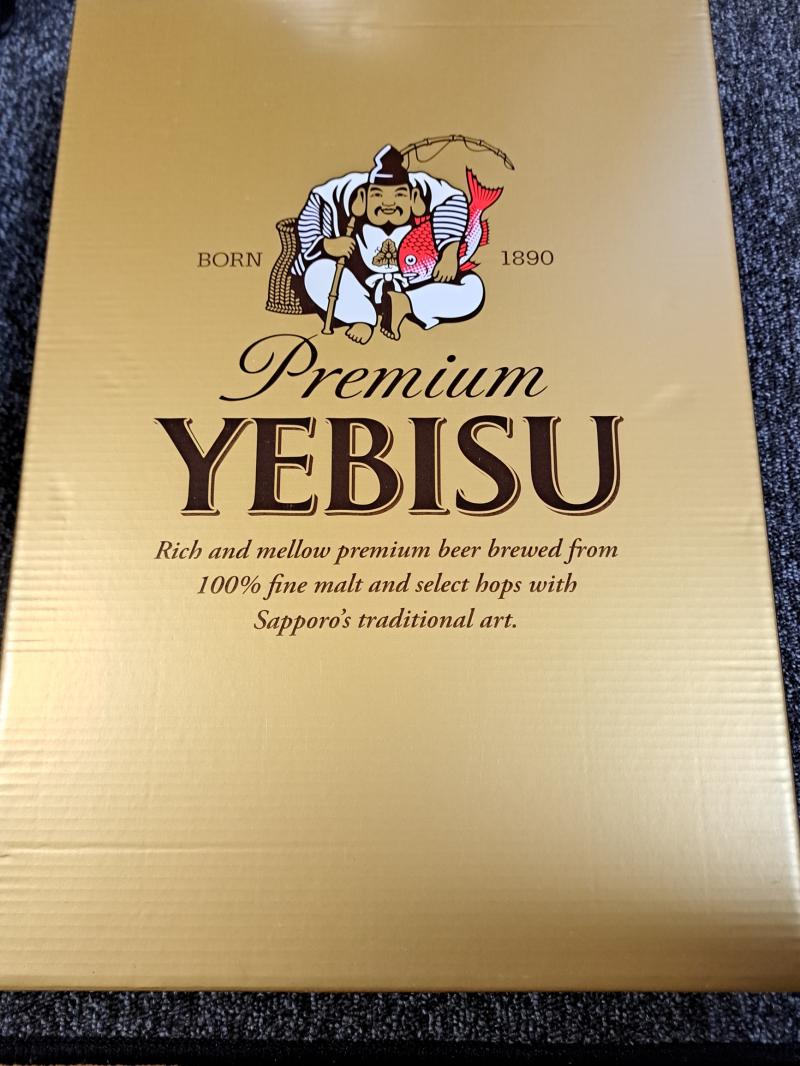 BORN 1890
Premium
YEBISU
Rich and mellow premium beer brewed from
100% fine malt and select hops with
Sapporo's traditional art.